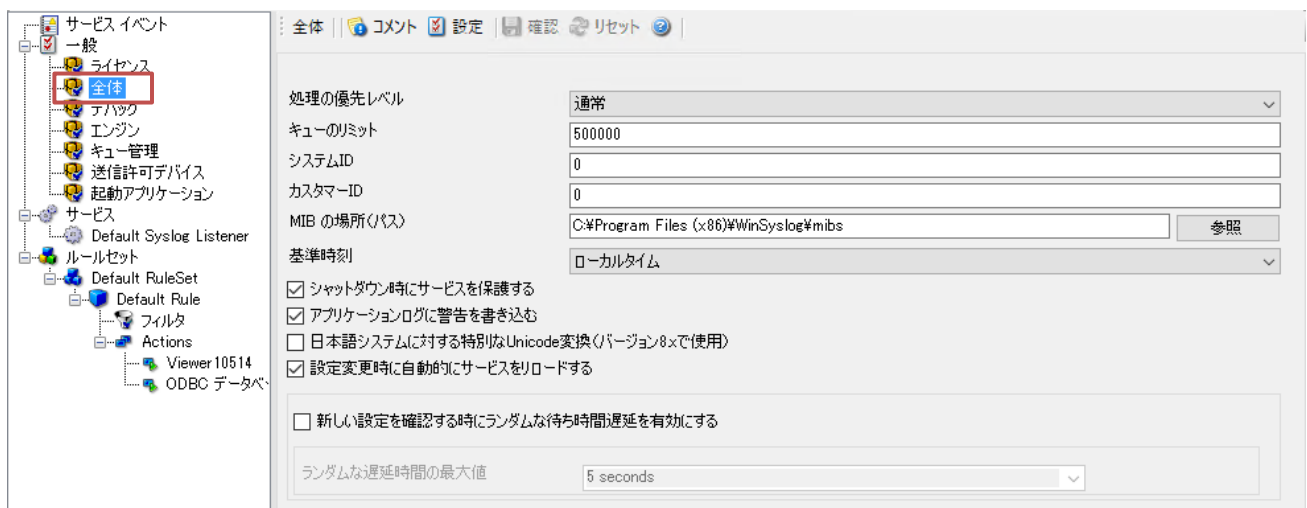 サービス イベント
一般
ライセンス
全体
デバック
エンジン
キュー管理
送信許可デバイス
起動アプリケーション
サービス
Default Syslog Listener
ルールセット
Default RuleSet
Default Rule
フィルタ
Actions
Viewer10514
ODBC データベ
全体 コメント 設定 確認 リセット
処理の優先レベル 通常
キューのリミット 500000
システムID 0
カスタマーID 0
MIB の場所(パス) C:¥Program Files (x86)¥WinSyslog¥mibs 参照
基準時刻 ローカルタイム
シャットダウン時にサービスを保護する
アプリケーションログに警告を書き込む
日本語システムに対する特別なUnicode変換(バージョン8.xで使用)
設定変更時に自動的にサービスをリロードする
新しい設定を確認する時にランダムな待ち時間遅延を有効にする
ランダムな遅延時間の最大値 5 seconds